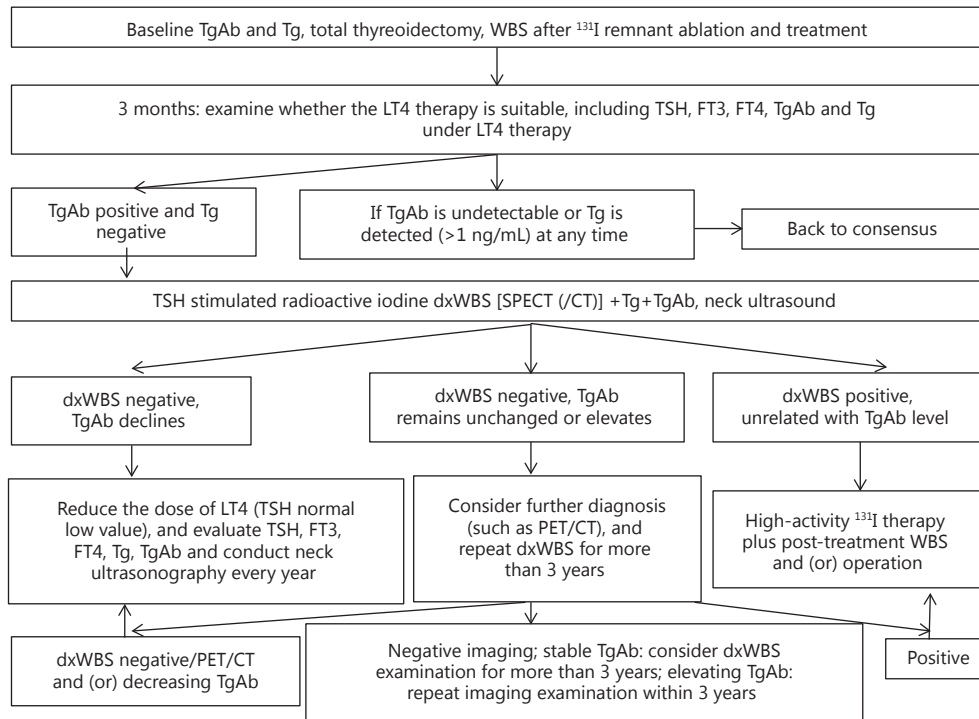 Baseline TgAb and Tg, total thyreoidectomy, WBS after ¹³¹I remnant ablation and treatment
3 months: examine whether the LT4 therapy is suitable, including TSH, FT3, FT4, TgAb and Tg
under LT4 therapy
TgAb positive and Tg
negative
If TgAb is undetectable or Tg is
detected (>1 ng/mL) at any time
Back to consensus
TSH stimulated radioactive iodine dxWBS [SPECT (/CT)] +Tg+TgAb, neck ultrasound
dxWBS negative,
TgAb declines
dxWBS negative, TgAb
remains unchanged or elevates
dxWBS positive,
unrelated with TgAb level
Reduce the dose of LT4 (TSH normal
low value), and evaluate TSH, FT3,
FT4, Tg, TgAb and conduct neck
ultrasonography every year
Consider further diagnosis
(such as PET/CT), and
repeat dxWBS for more
than 3 years
High-activity ¹³¹I therapy
plus post-treatment WBS
and (or) operation
dxWBS negative/PET/CT
and (or) decreasing TgAb
Negative imaging; stable TgAb: consider dxWBS
examination for more than 3 years; elevating TgAb:
repeat imaging examination within 3 years
Positive